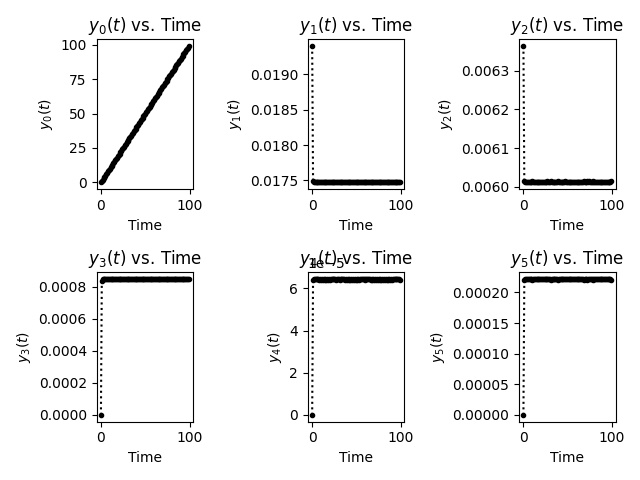 y₀(t) vs. Time
100
75
50
25
0
y₀(t)
0
100
Time
y₁(t) vs. Time
0.0190
0.0185
0.0180
0.0175
y₁(t)
0
100
Time
y₂(t) vs. Time
0.0063
0.0062
0.0061
0.0060
y₂(t)
0
100
Time
y₃(t) vs. Time
0.0008
0.0006
0.0004
0.0002
0.0000
y₃(t)
0
100
Time
y₄(t) vs. Time
1e−5
6
4
2
0
y₄(t)
0
100
Time
y₅(t) vs. Time
0.00020
0.00015
0.00010
0.00005
0.00000
y₅(t)
0
100
Time